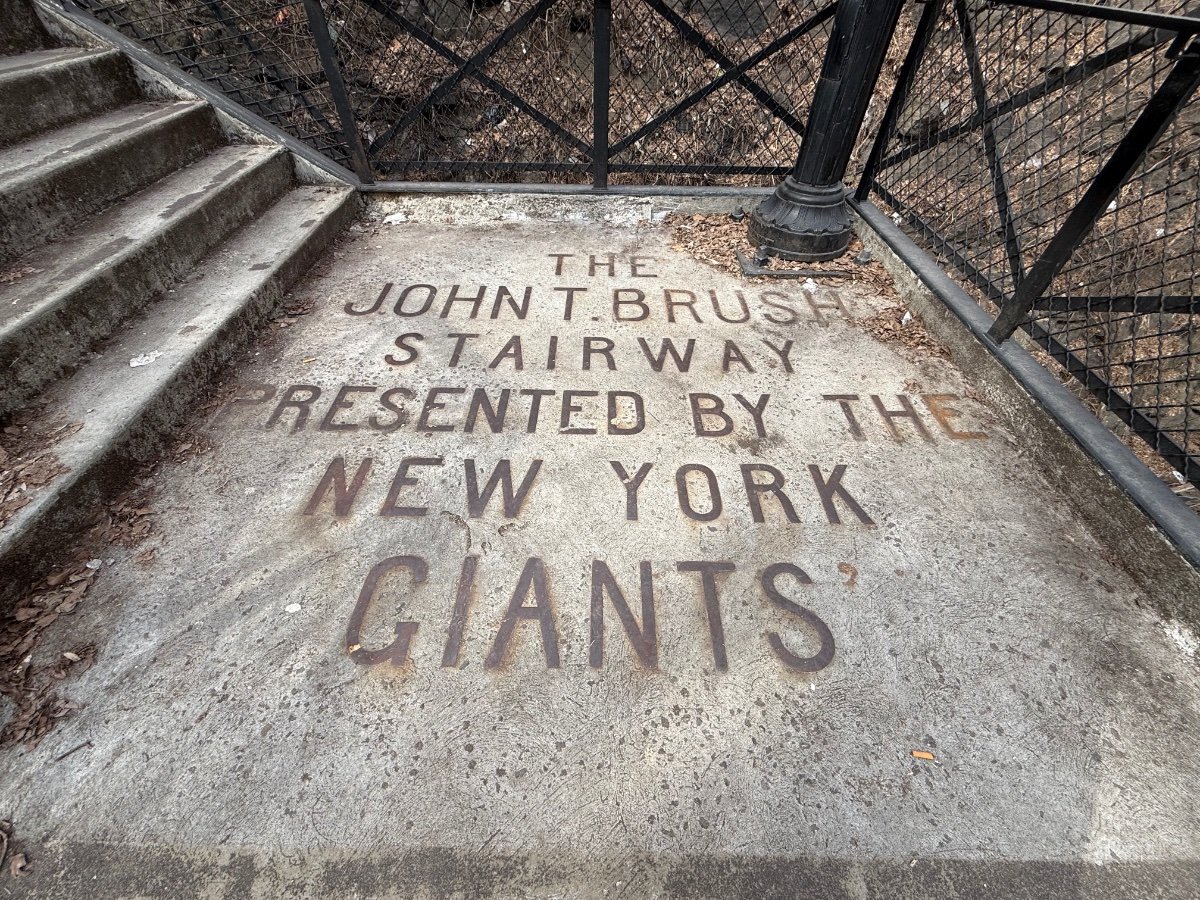 THE
JOHN T. BRUSH
STAIRWAY
PRESENTED BY THE
NEW YORK
GIANTS